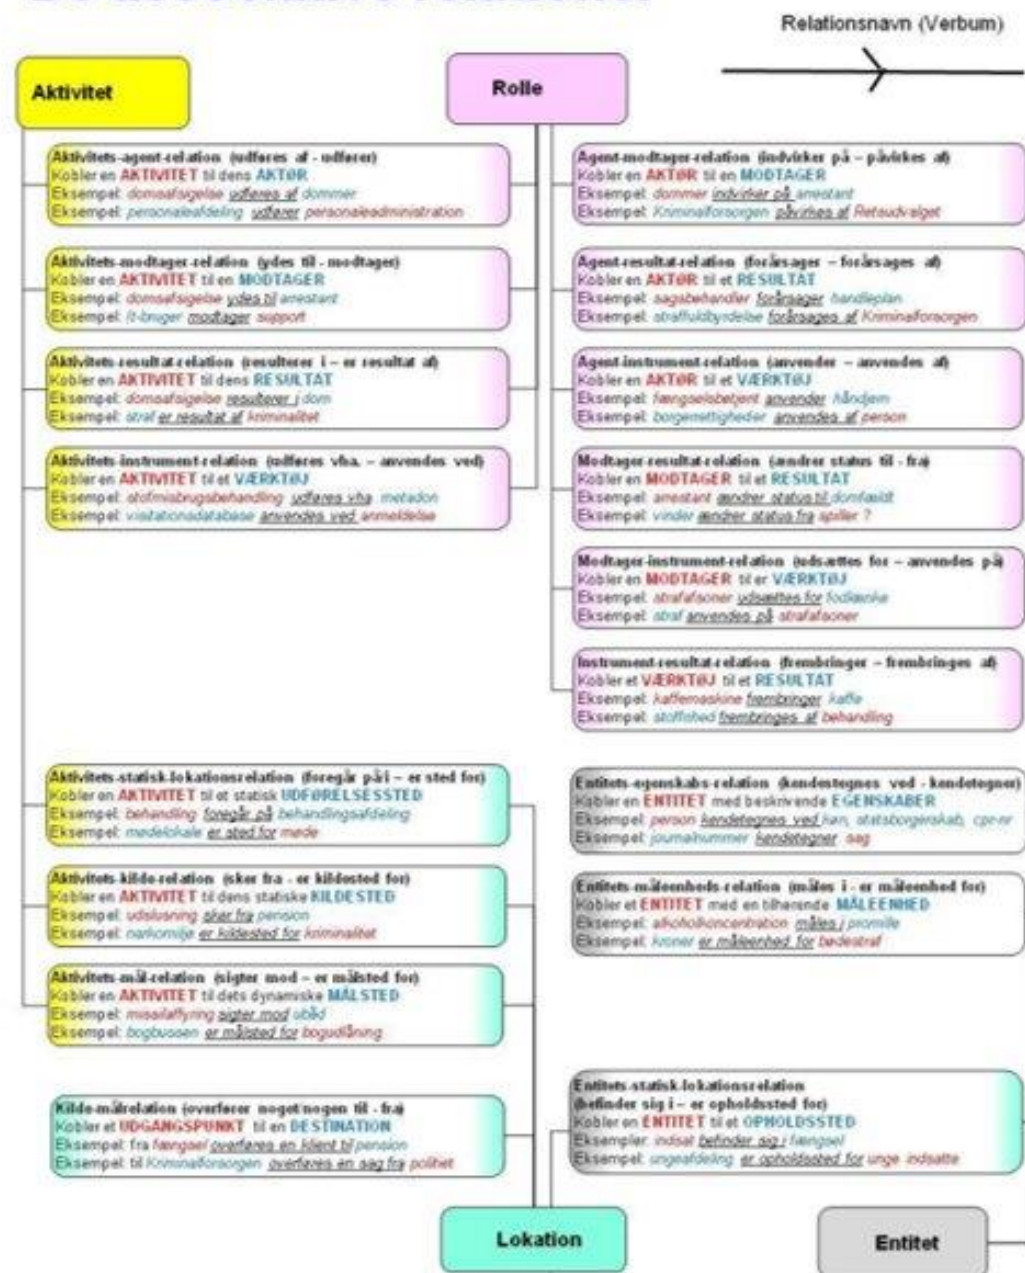 Relationsnavn (Verbum)
Aktivitet
Rolle
Aktivitets-agent-relation (udføres af - udfører)
Kobler en AKTIVITET til dens AKTØR
Eksempel: domsafsigelse udføres af dommer
Eksempel: personaleafdeling udfører personaleadministration
Aktivitets-modtager-relation (ydes til - modtager)
Kobler en AKTIVITET til en MODTAGER
Eksempel: domsafsigelse ydes til arrestant
Eksempel: it-bruger modtager support
Aktivitets-resultat-relation (resulterer i – er resultat af)
Kobler en AKTIVITET til dens RESULTAT
Eksempel: domsafsigelse resulterer i dom
Eksempel: straf er resultat af kriminalitet
Aktivitets-instrument-relation (udføres vha. – anvendes ved)
Kobler en AKTIVITET til et VÆRKTØJ
Eksempel: stofmisbrugsbehandling udføres vha metadon
Eksempel: visitationsdatabase anvendes ved anmeldelse
Agent-modtager-relation (indvirker på – påvirkes af)
Kobler en AKTØR til en MODTAGER
Eksempel: dommer indvirker på arrestant
Eksempel: Kriminalforsorgen påvirkes af Retsudvalget
Agent-resultat-relation (forårsager – forårsages af)
Kobler en AKTØR til et RESULTAT
Eksempel: sagsbehandler forårsager handleplan
Eksempel: straffuldbyrdelse forårsages af Kriminalforsorgen
Agent-instrument-relation (anvender – anvendes af)
Kobler en AKTØR til et VÆRKTØJ
Eksempel: fængselsbetjent anvender håndjern
Eksempel: borgerrettigheder anvendes af person
Modtager-resultat-relation (ændrer status til - fra)
Kobler en MODTAGER til et RESULTAT
Eksempel: arrestant ændrer status til domfældt
Eksempel: vinder ændrer status fra spiller ?
Modtager-instrument-relation (udsættes for – anvendes på)
Kobler en MODTAGER til er VÆRKTØJ
Eksempel: strafafsoner udsættes for fodlænke
Eksempel: straf anvendes på strafafsoner
Instrument-resultat-relation (frembringer – frembringes af)
Kobler et VÆRKTØJ til et RESULTAT
Eksempel: kaffemaskine frembringer kaffe
Eksempel: stoffrihed frembringes af behandling
Aktivitets-statisk-lokationsrelation (foregår på/i – er sted for)
Kobler en AKTIVITET til et statisk UDFØRELSESSTED
Eksempel: behandling foregår på behandlingsafdeling
Eksempel: mødelokale er sted for møde
Aktivitets-kilde-relation (sker fra - er kildested for)
Kobler en AKTIVITET til dens statiske KILDESTED
Eksempel: udslusning sker fra pension
Eksempel: narkomiljø er kildested for kriminalitet
Aktivitets-mål-relation (sigter mod – er målsted for)
Kobler en AKTIVITET til dets dynamiske MÅLSTED
Eksempel: missilaffyring sigter mod ubåd
Eksempel: bogbussen er målsted for bogudlåning
Kilde-målrelation (overfører noget/nogen til - fra)
Kobler et UDGANGSPUNKT til en DESTINATION
Eksempel: fra fængsel overføres en klient til pension
Eksempel: til Kriminalforsorgen overføres en sag fra politiet
Entitets-egenskabs-relation (kendestegnes ved - kendetegner)
Kobler en ENTITET med beskrivende EGENSKABER
Eksempel: person kendetegnes ved køn, statsborgerskab, cpr-nr
Eksempel: journalnummer kendetegner sag
Entitets-måleenheds-relation (måles i - er måleenhed for)
Kobler et ENTITET med en tilhørende MÅLEENHED
Eksempel: alkoholkoncentration måles i promille
Eksempel: kroner er måleenhed for bødestraf
Entitets-statisk-lokationsrelation
(befinder sig i – er opholdssted for)
Kobler en ENTITET til et OPHOLDSSTED
Eksempler: indsat befinder sig i fængsel
Eksempel: ungeafdeling er opholdssted for unge indsatte
Lokation
Entitet